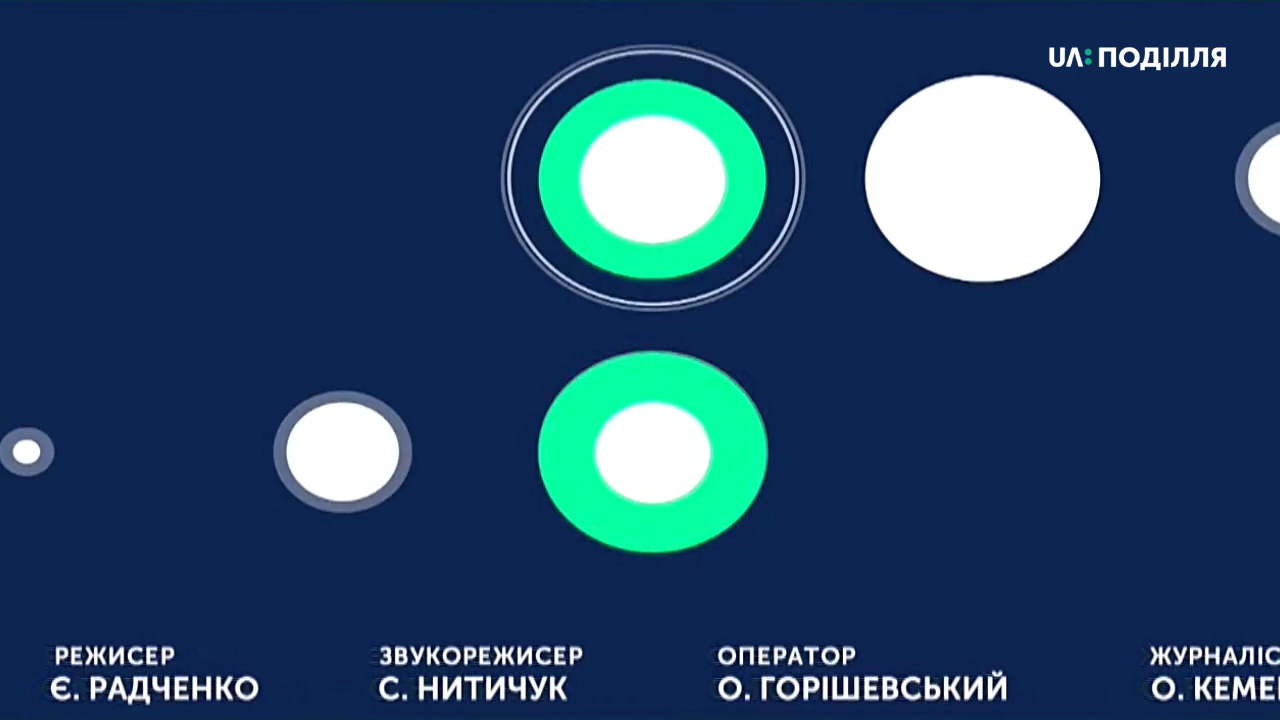 UA: ПОДІЛЛЯ
РЕЖИСЕР
Є. РАДЧЕНКО
ЗВУКОРЕЖИСЕР
С. НИТИЧУК
ОПЕРАТОР
О. ГОРІШЕВСЬКИЙ
О.